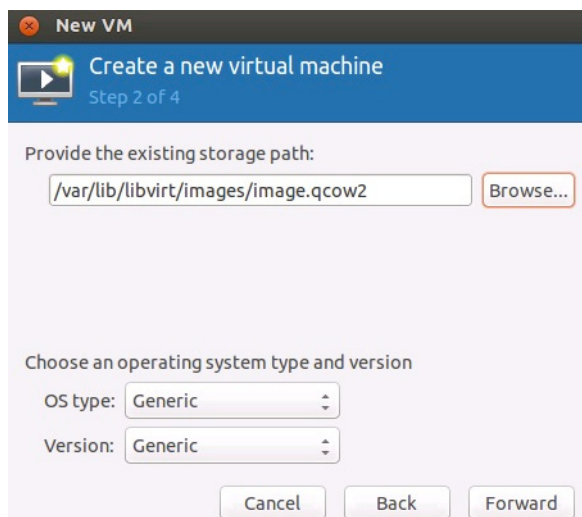 New VM
Create a new virtual machine
Step 2 of 4
Provide the existing storage path:
/var/lib/libvirt/images/image.qcow2 Browse...
Choose an operating system type and version
OS type: Generic
Version: Generic
Cancel Back Forward